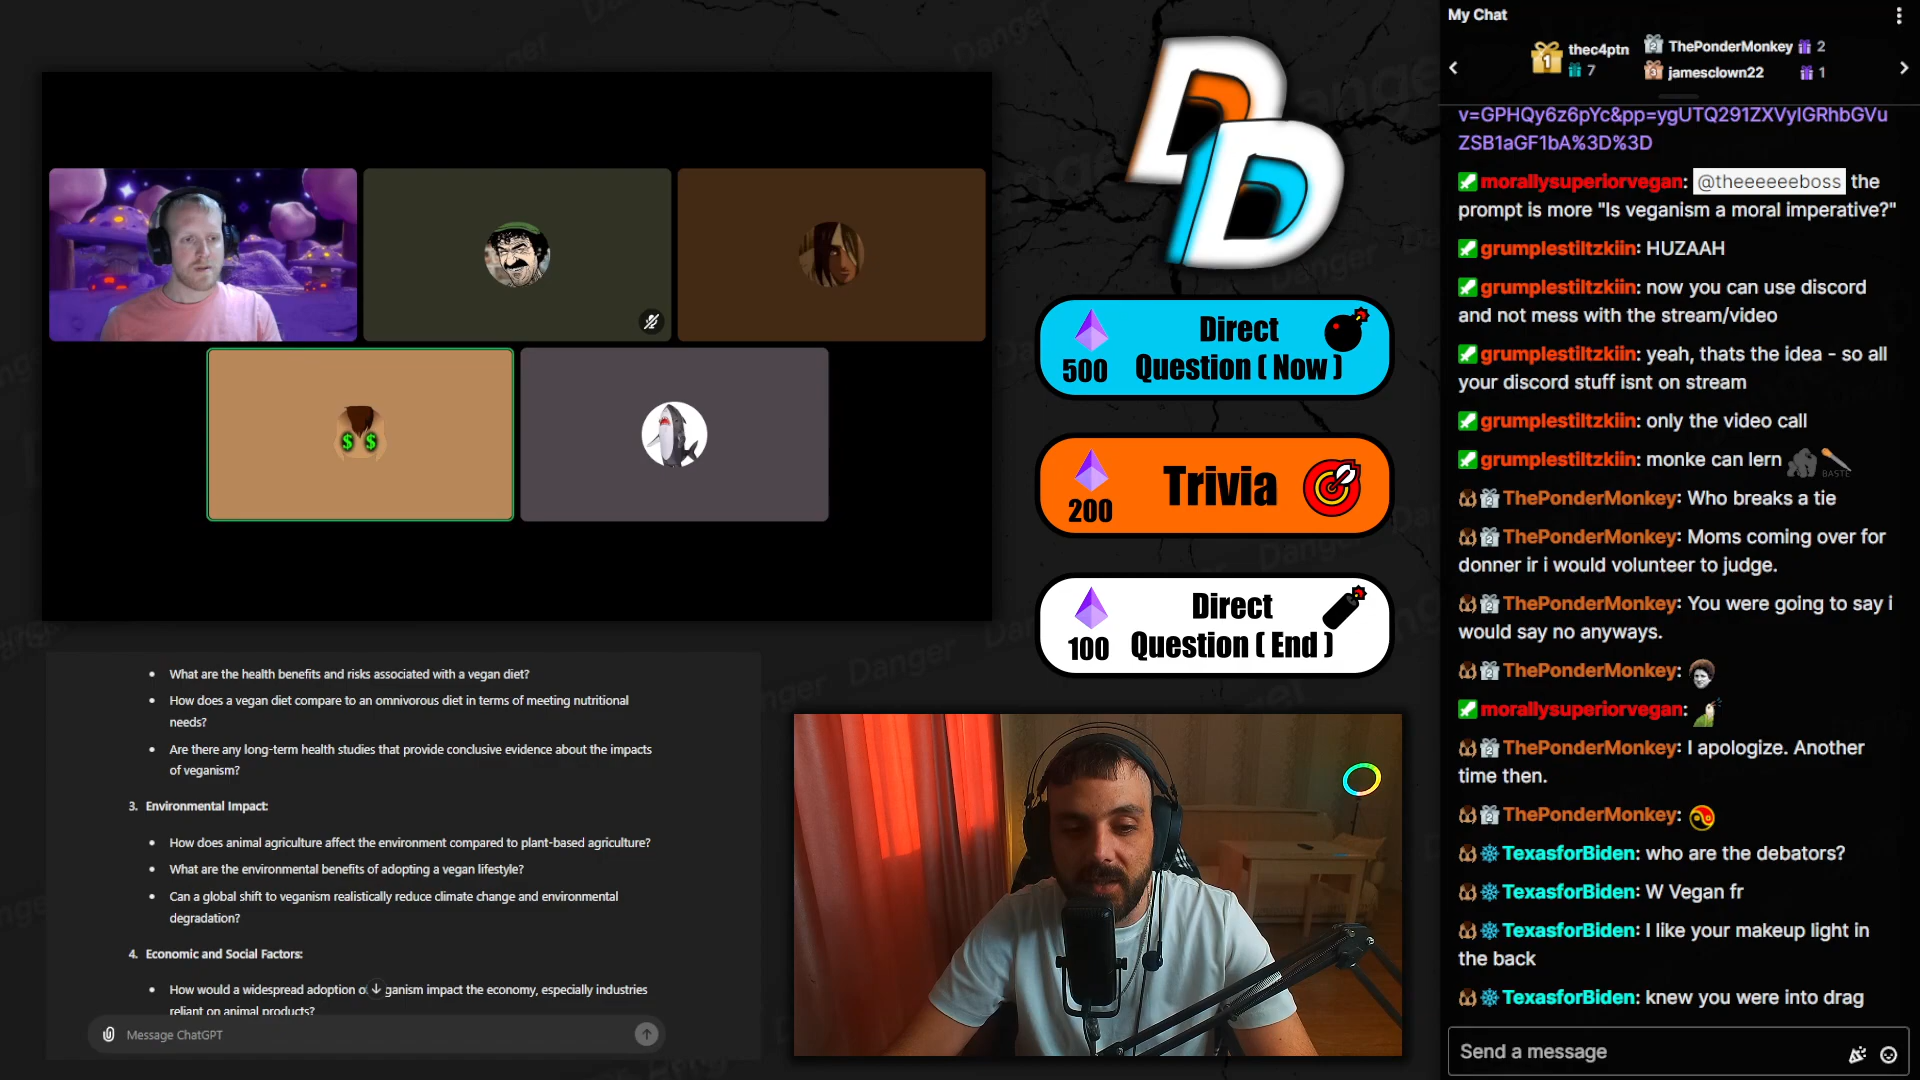 My Chat
thec4ptn
7
ThePonderMonkey 2
jamesclown22 1
v=GPHQy6z6pYc&pp=ygUTQ291ZXVyIGRhbGVu
ZSB1aGF1bA%3D%3D
morallysuperiorvegan: @theeeeeeboss the
prompt is more "Is veganism a moral imperative?"
grumplestiltzkiin: HUZAAH
grumplestiltzkiin: now you can use discord
and not mess with the stream/video
grumplestiltzkiin: yeah, thats the idea - so all
your discord stuff isnt on stream
grumplestiltzkiin: only the video call
grumplestiltzkiin: monke can lern
BASTE
ThePonderMonkey: Who breaks a tie
ThePonderMonkey: Moms coming over for
donner ir i would volunteer to judge.
ThePonderMonkey: You were going to say i
would say no anyways.
ThePonderMonkey:
morallysuperiorvegan:
ThePonderMonkey: I apologize. Another
time then.
ThePonderMonkey:
TexasforBiden: who are the debators?
TexasforBiden: W Vegan fr
TexasforBiden: I like your makeup light in
the back
TexasforBiden: knew you were into drag
Send a message
DD
500
Direct
Question ( Now )
200
Trivia
100
Direct
Question ( End )
• What are the health benefits and risks associated with a vegan diet?
• How does a vegan diet compare to an omnivorous diet in terms of meeting nutritional
needs?
• Are there any long-term health studies that provide conclusive evidence about the impacts
of veganism?
3. Environmental Impact:
• How does animal agriculture affect the environment compared to plant-based agriculture?
• What are the environmental benefits of adopting a vegan lifestyle?
• Can a global shift to veganism realistically reduce climate change and environmental
degradation?
4. Economic and Social Factors:
• How would a widespread adoption o ganism impact the economy, especially industries
reliant on animal products?
Message ChatGPT